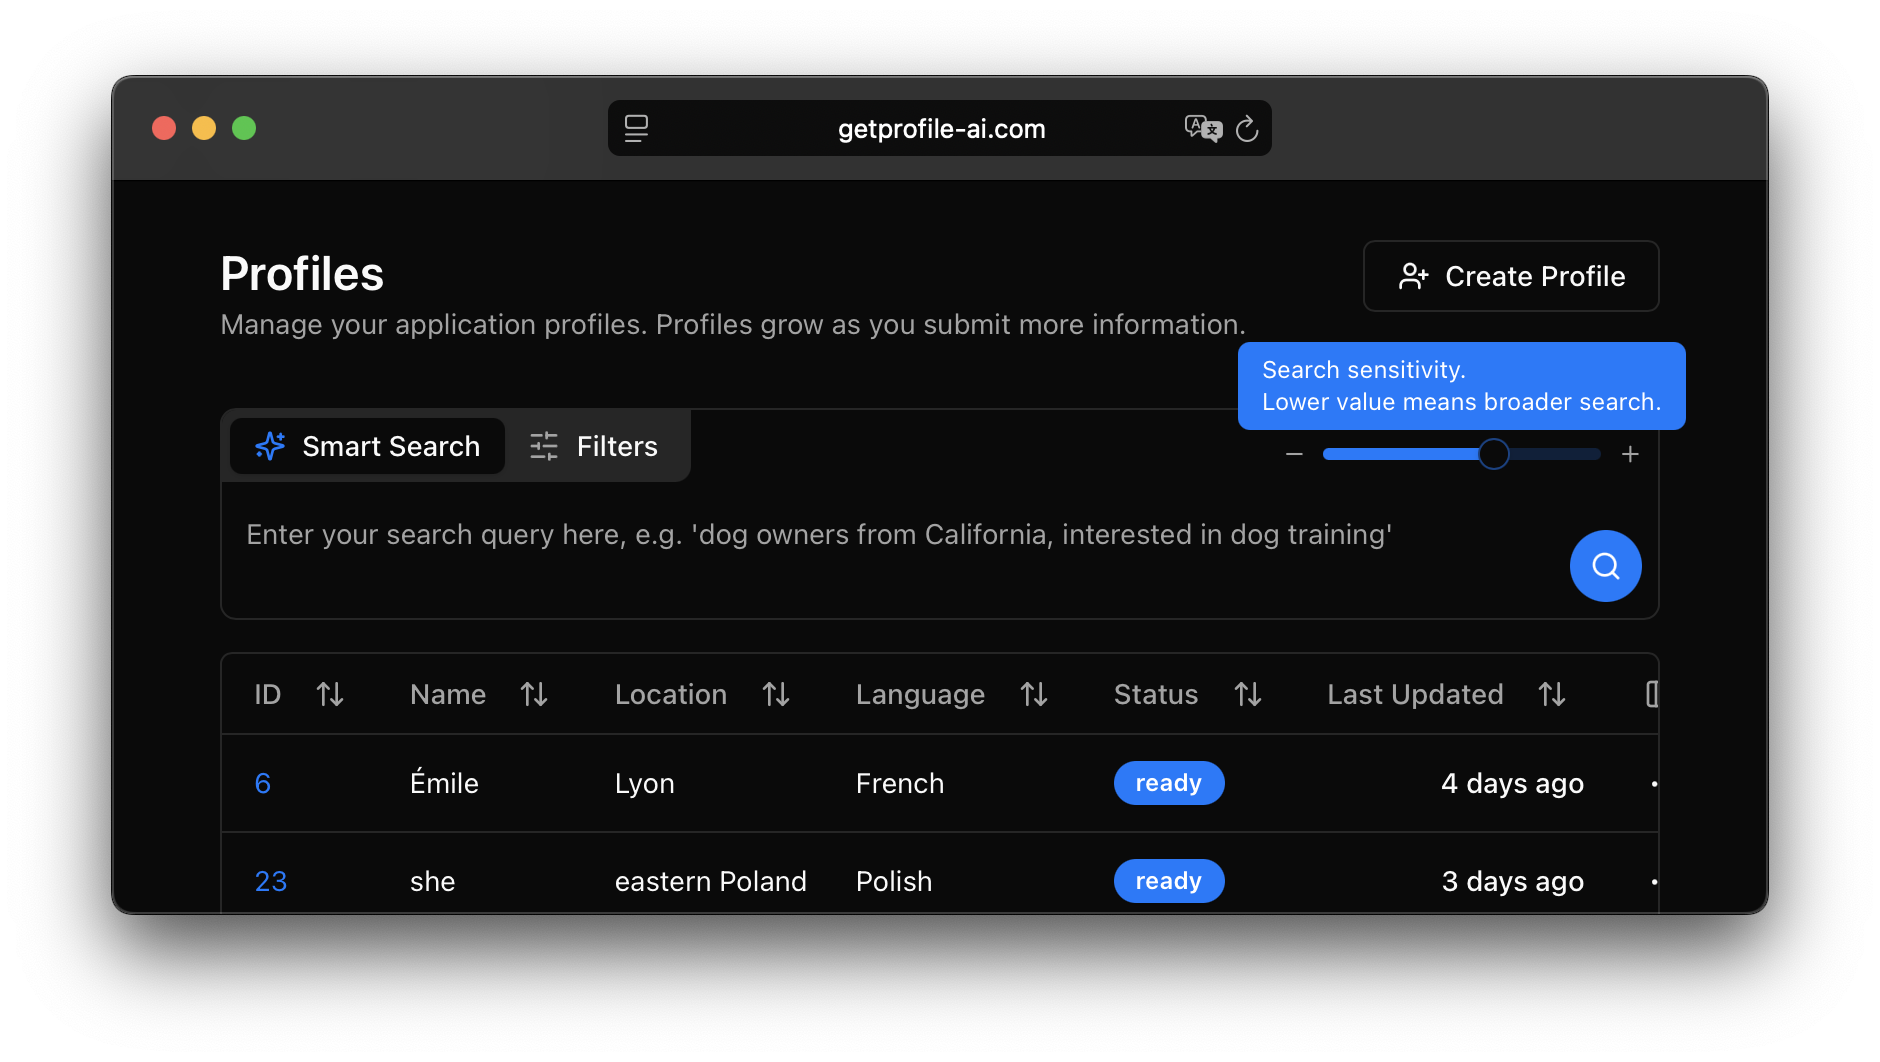 getprofile-ai.com
Profiles
Create Profile
Manage your application profiles. Profiles grow as you submit more information.
Search sensitivity.
Lower value means broader search.
Smart Search
Filters
Enter your search query here, e.g. 'dog owners from California, interested in dog training'
ID Name Location Language Status Last Updated
6 Émile Lyon French ready 4 days ago
23 she eastern Poland Polish ready 3 days ago